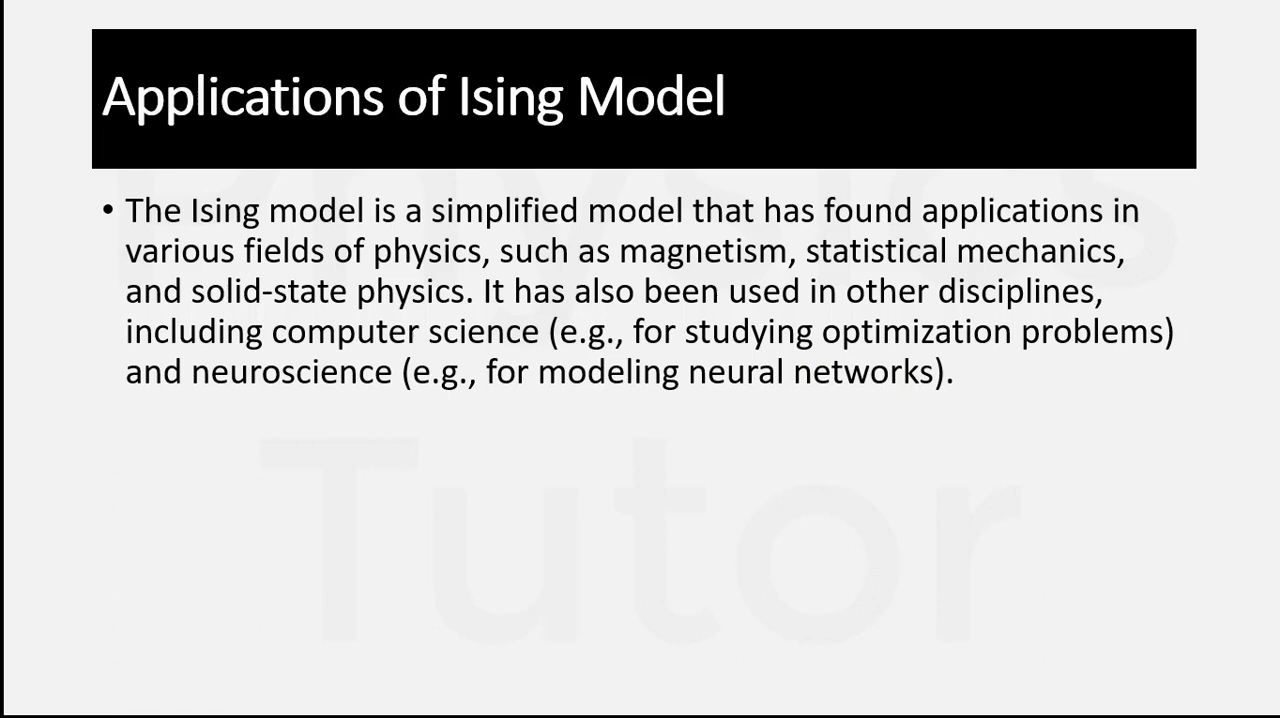 Applications of Ising Model
• The Ising model is a simplified model that has found applications in
various fields of physics, such as magnetism, statistical mechanics,
and solid-state physics. It has also been used in other disciplines,
including computer science (e.g., for studying optimization problems)
and neuroscience (e.g., for modeling neural networks).
Physics
Tutor